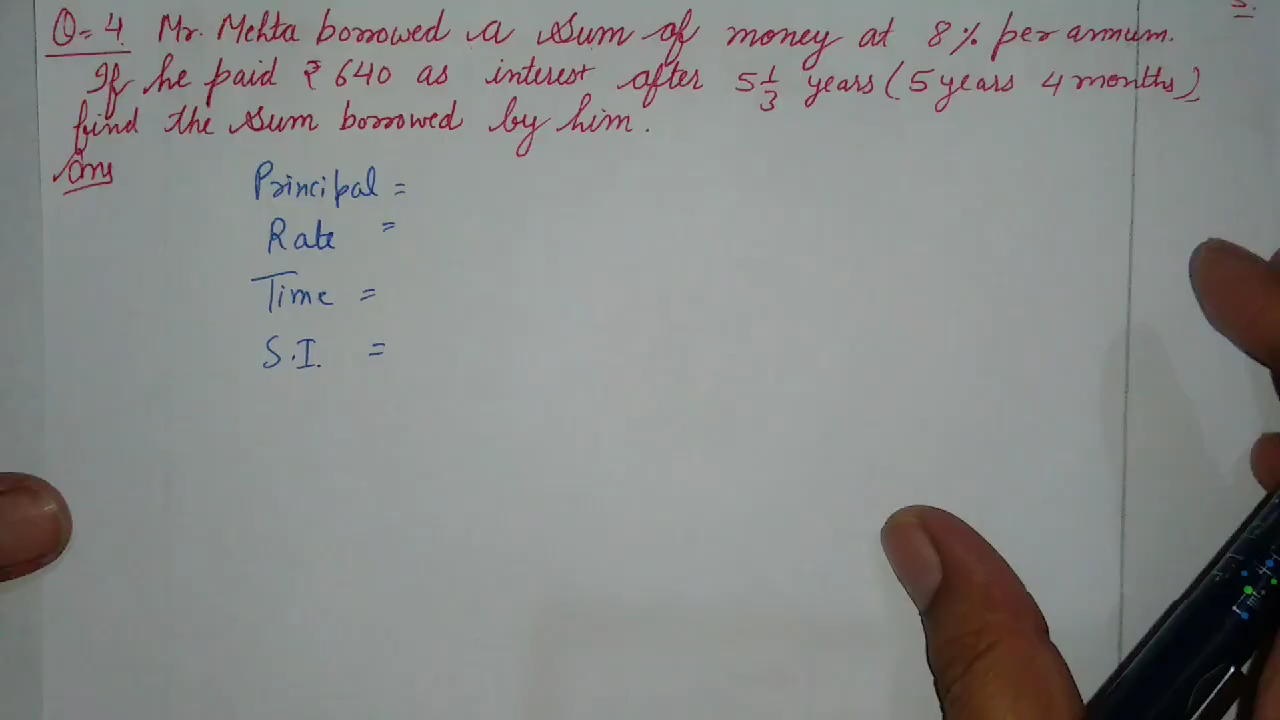 Q-4 Mr. Mehta borrowed a sum of money at 8% per annum.
If he paid ₹ 640 as interest after 5 1/3 years (5 years 4 months)
find the sum borrowed by him.
Ans
Principal =
Rate =
Time =
S.I. =